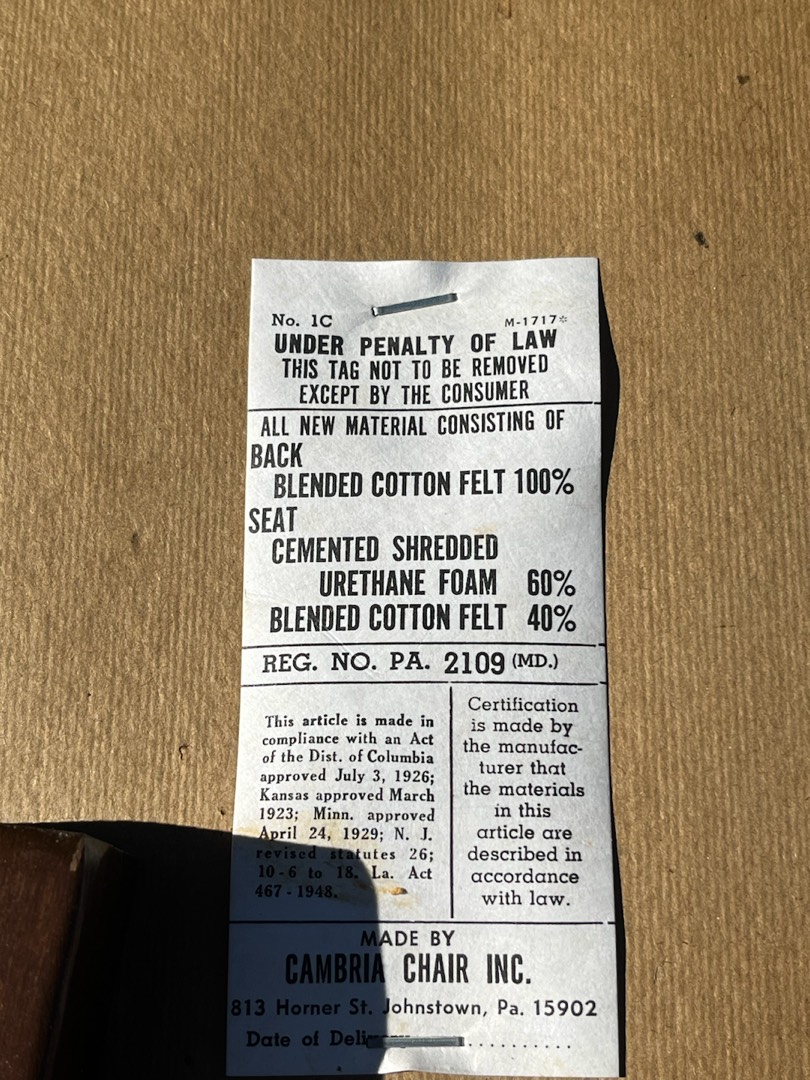 No. 1C M-1717*
UNDER PENALTY OF LAW
THIS TAG NOT TO BE REMOVED
EXCEPT BY THE CONSUMER
ALL NEW MATERIAL CONSISTING OF
BACK
BLENDED COTTON FELT 100%
SEAT
CEMENTED SHREDDED
URETHANE FOAM 60%
BLENDED COTTON FELT 40%
REG. NO. PA. 2109 (MD.)
This article is made in
compliance with an Act
of the Dist. of Columbia
approved July 3, 1926;
Kansas approved March
1923; Minn. approved
April 24, 1929; N. J.
revised statutes 26;
10-6 to 18. La. Act
467-1948.
Certification
is made by
the manufac-
turer that
the materials
in this
article are
described in
accordance
with law.
MADE BY
CAMBRIA CHAIR INC.
813 Horner St. Johnstown, Pa. 15902
Date of